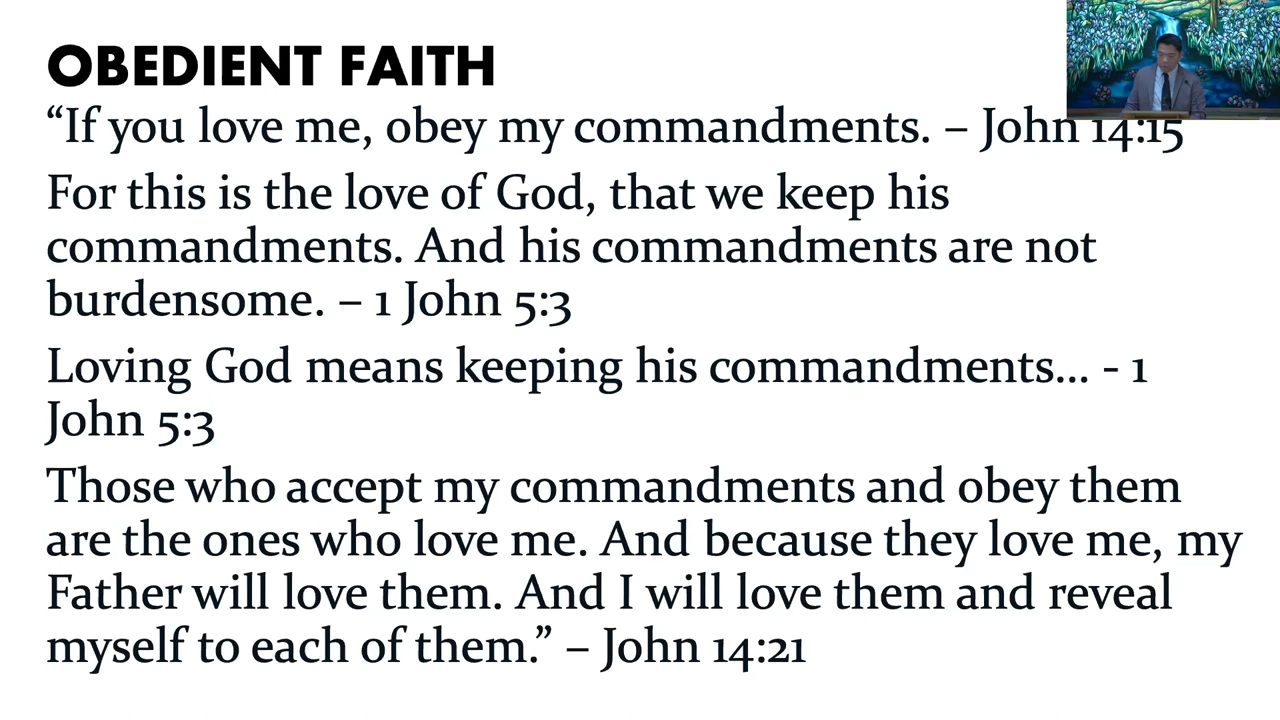 OBEDIENT FAITH
“If you love me, obey my commandments. – John 14:15
For this is the love of God, that we keep his
commandments. And his commandments are not
burdensome. – 1 John 5:3
Loving God means keeping his commandments... - 1
John 5:3
Those who accept my commandments and obey them
are the ones who love me. And because they love me, my
Father will love them. And I will love them and reveal
myself to each of them.” – John 14:21